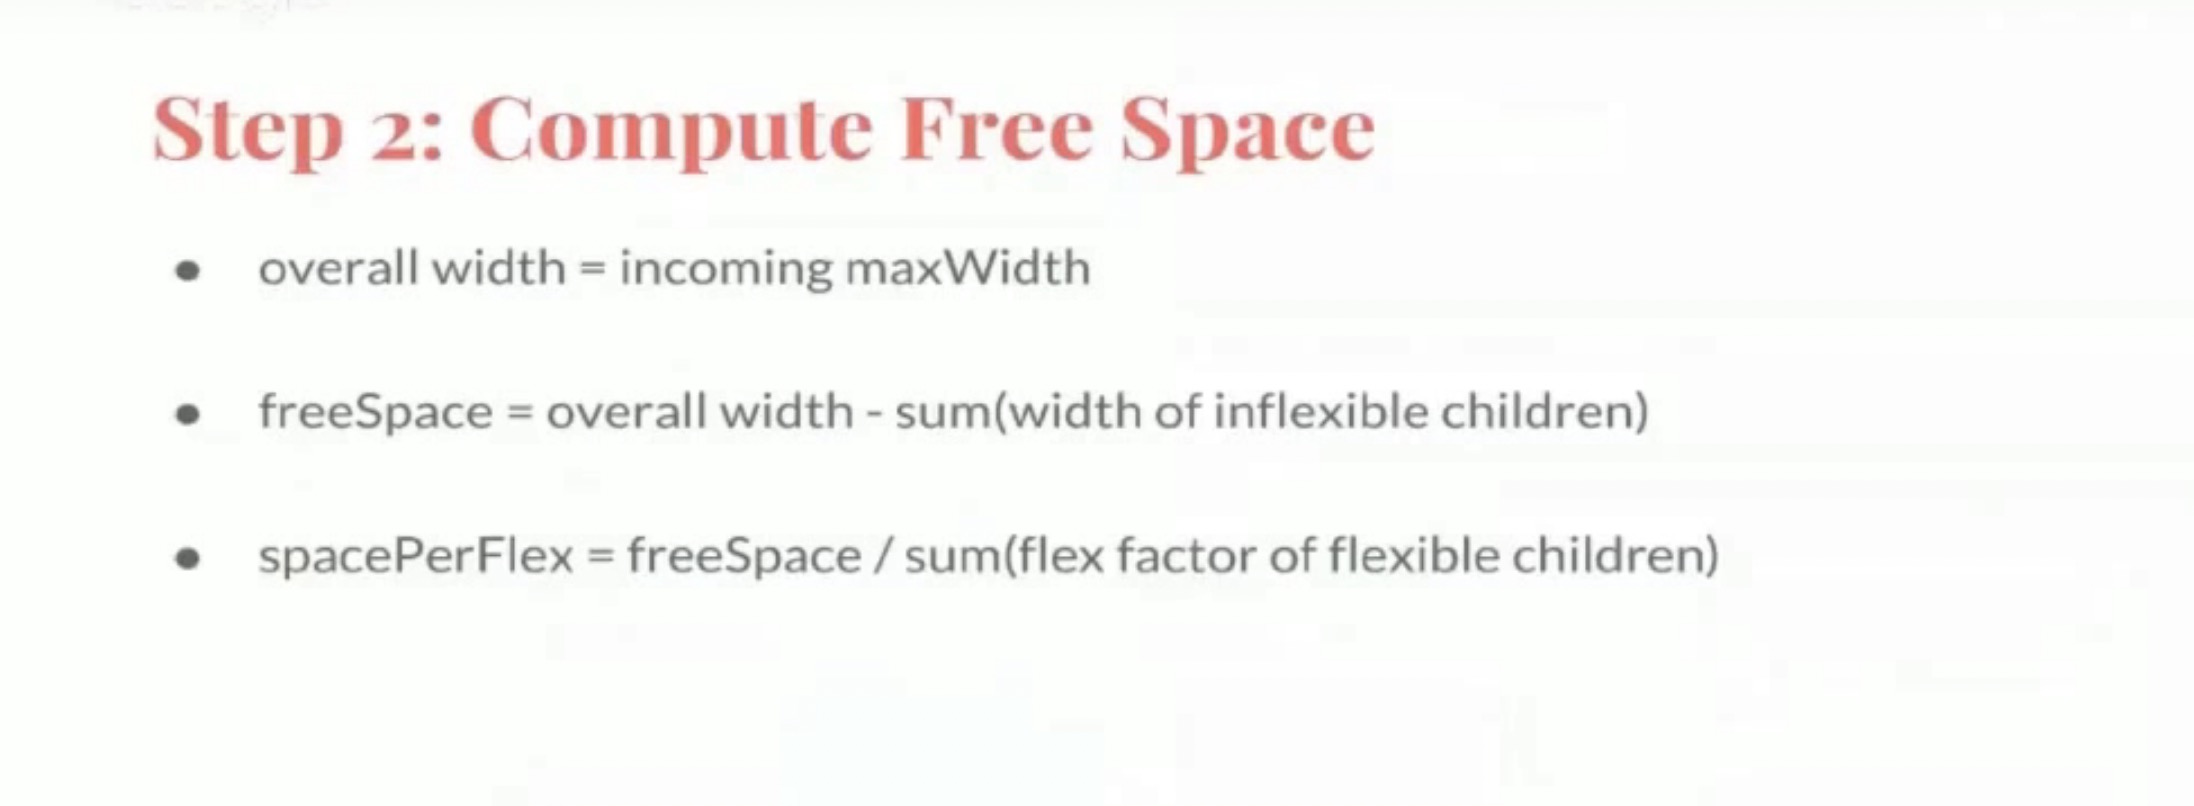 Step 2: Compute Free Space
● overall width = incoming maxWidth
● freeSpace = overall width - sum(width of inflexible children)
● spacePerFlex = freeSpace / sum(flex factor of flexible children)